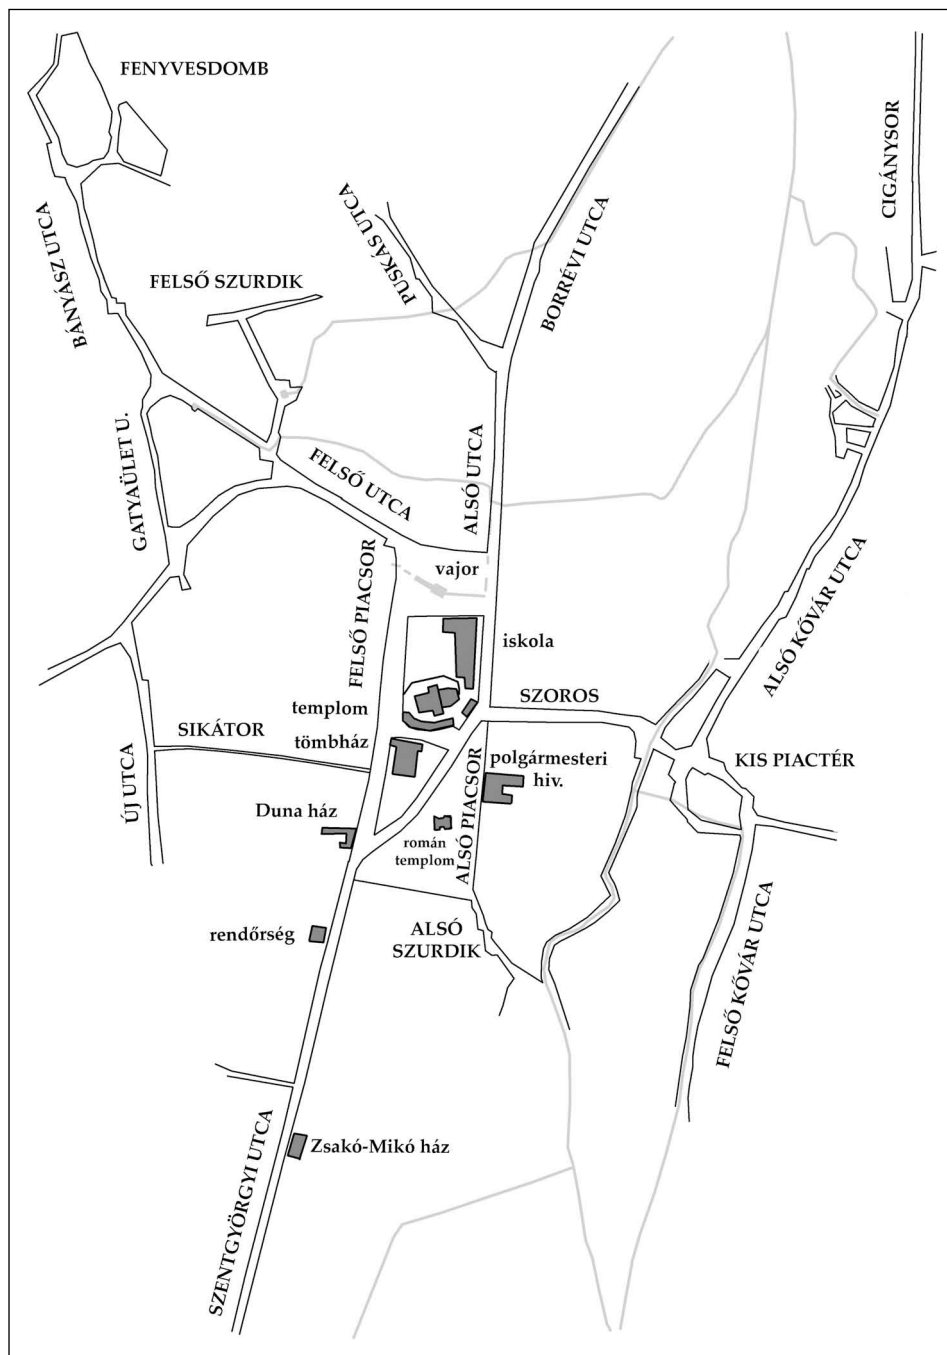 FENYVESDOMB
CIGÁNYSOR
BÁNYÁSZ UTCA
PUSKÁS UTCA
BORRÉVI UTCA
FELSŐ SZURDIK
GATYAÜLET U.
FELSŐ UTCA
ALSÓ UTCA
ALSÓ KŐVÁR UTCA
vajor
FELSŐ PIACSOR
iskola
SZOROS
templom
SIKÁTOR
tömbház
ÚJ UTCA
polgármesteri
hiv.
KIS PIACTÉR
Duna ház
ALSÓ PIACSOR
román
templom
rendőrség
ALSÓ
SZURDIK
FELSŐ KŐVÁR UTCA
Zsakó-Mikó ház
SZENTGYÖRGYI UTCA